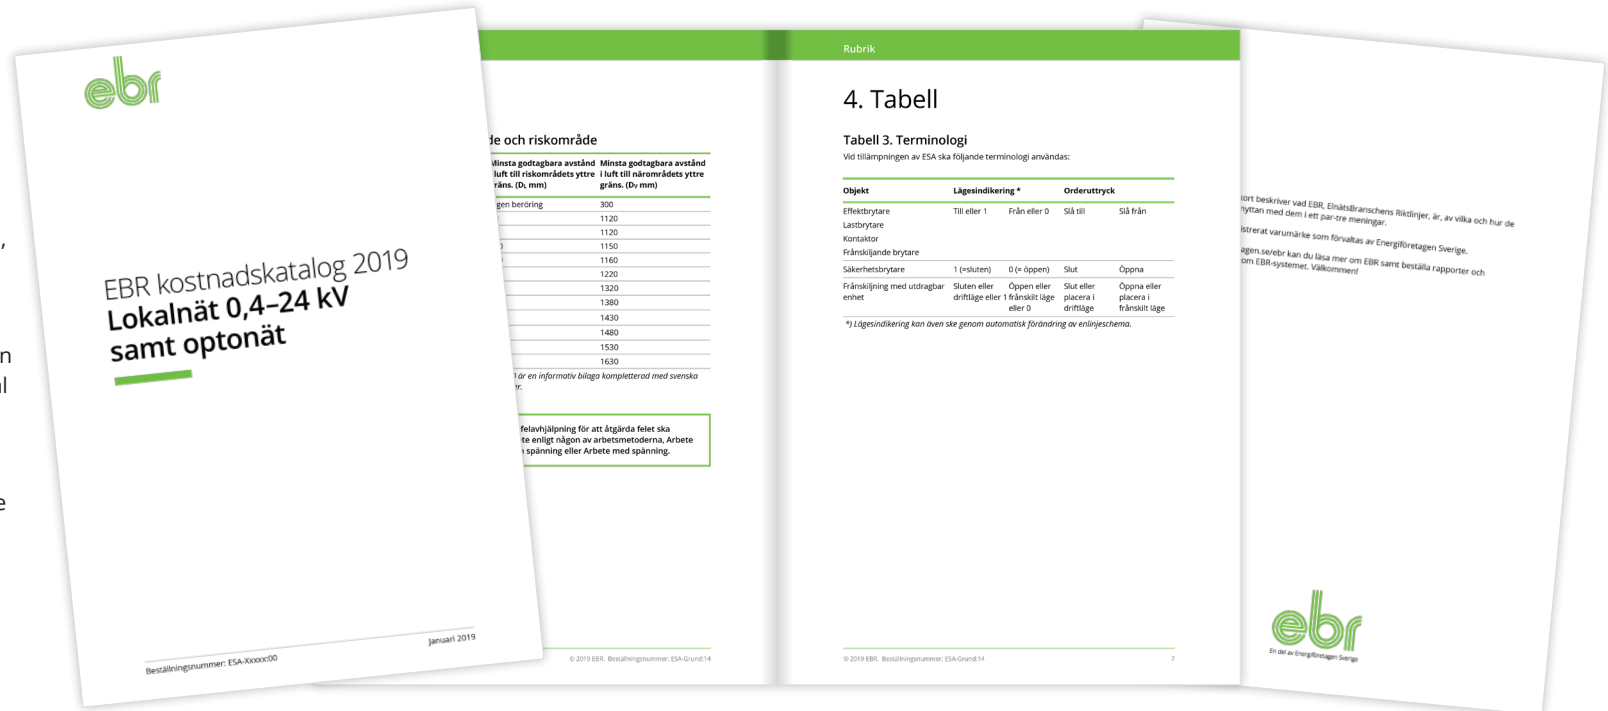 ,
n
l
e
ebr
EBR kostnadskatalog 2019
Lokalnät 0,4–24 kV
samt optonät
Januari 2019
Beställningsnummer: ESA-Xxxxx:00
de och riskområde
Minsta godtagbara avstånd Minsta godtagbara avstånd
luft till riskområdets yttre i luft till närområdets yttre
gräns. (DL mm) gräns. (DV mm)
gen beröring 300
1120
1120
1150
1160
1220
1320
1380
1430
1480
1530
1630
är en informativ bilaga kompletterad med svenska
felavhjälpning för att åtgärda felet ska
te enligt någon av arbetsmetoderna, Arbete
spänning eller Arbete med spänning.
© 2019 EBR. Beställningsnummer: ESA-Grund:14
Rubrik
4. Tabell
Tabell 3. Terminologi
Vid tillämpningen av ESA ska följande terminologi användas:
Objekt Lägesindikering * Orderuttryck
Effektbrytare Till eller 1 Från eller 0 Slå till Slå från
Lastbrytare
Kontaktor
Frånskiljande brytare
Säkerhetsbrytare 1 (=sluten) 0 (= öppen) Slut Öppna
Frånskiljning med utdragbar Sluten eller Öppen eller Slut eller Öppna eller
enhet driftläge eller 1 frånskilt läge placera i placera i
eller 0 driftläge frånskilt läge
*) Lägesindikering kan även ske genom automatisk förändring av enlinjeschema.
© 2019 EBR. Beställningsnummer: ESA-Grund:14 7
kort beskriver vad EBR, ElnätsBranschens Riktlinjer, är, av vilka och hur de
nyttan med dem i ett par-tre meningar.
istrerat varumärke som förvaltas av Energiföretagen Sverige.
agen.se/ebr kan du läsa mer om EBR samt beställa rapporter och
om EBR-systemet. Välkommen!
ebr
En del av Energiföretagen Sverige